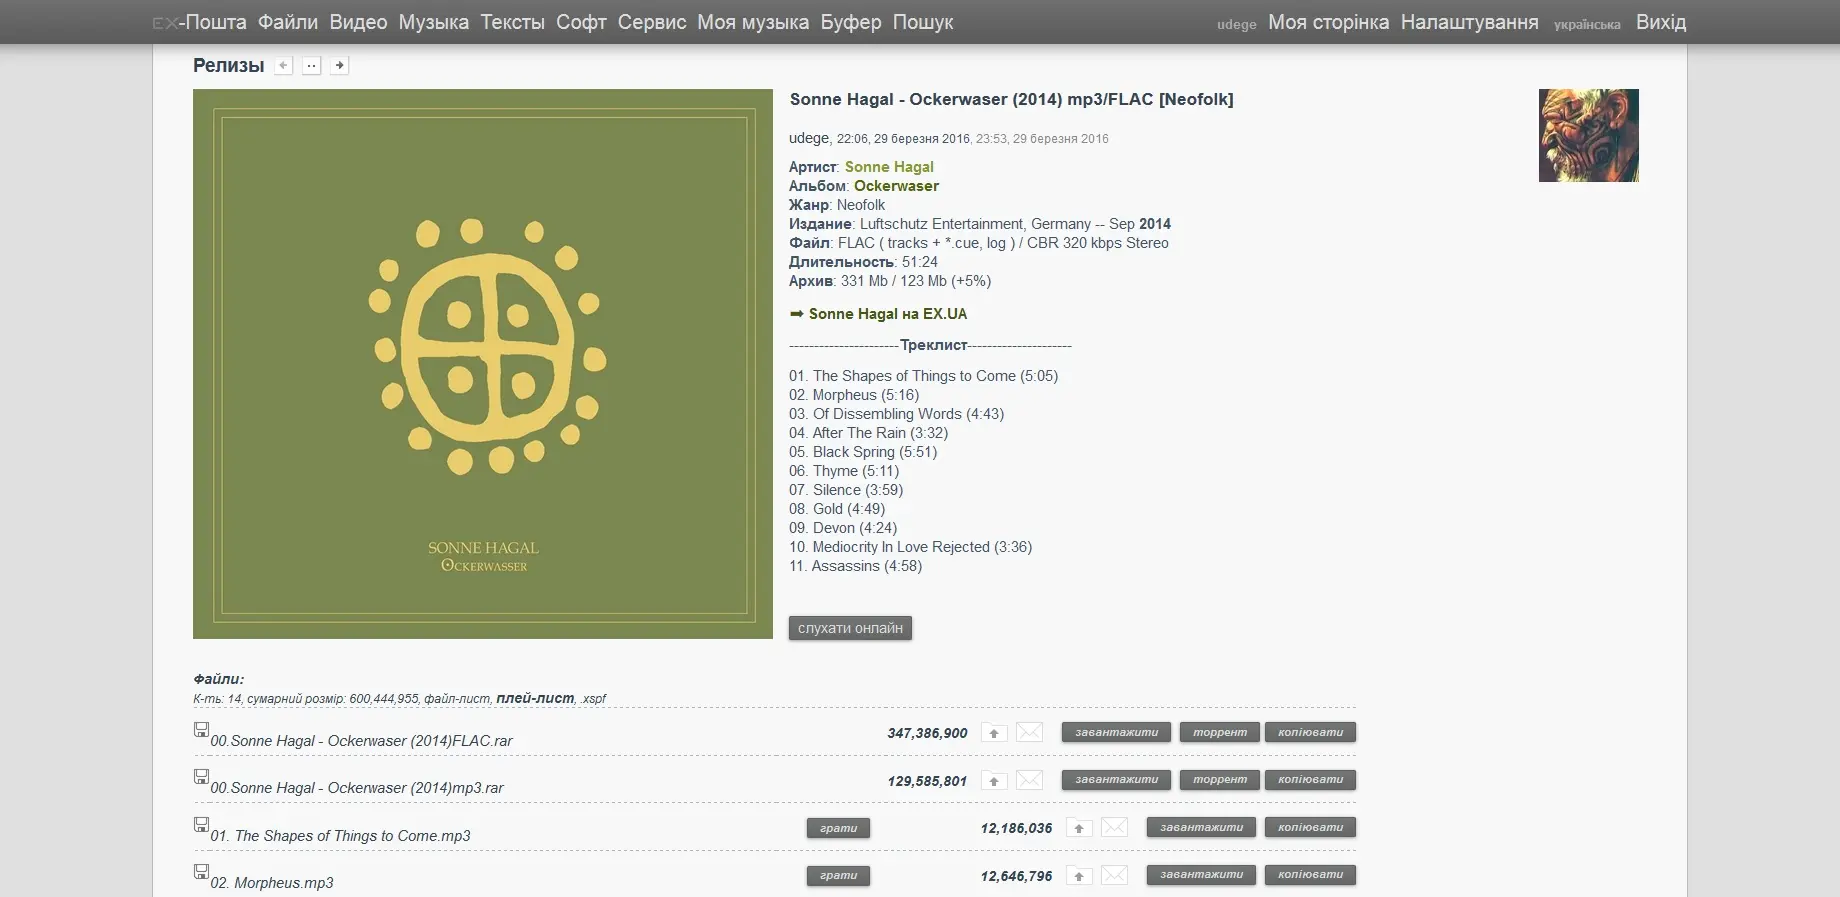 EX-Пошта Файли Видео Музыка Тексты Софт Сервис Моя музыка Буфер Пошук udege Моя сторінка Налаштування українська Вихід
Релизы
Sonne Hagal - Ockerwaser (2014) mp3/FLAC [Neofolk]
udege, 22:06, 29 березня 2016, 23:53, 29 березня 2016
Артист: Sonne Hagal
Альбом: Ockerwaser
Жанр: Neofolk
Издание: Luftschutz Entertainment, Germany -- Sep 2014
Файл: FLAC ( tracks + *.cue, log ) / CBR 320 kbps Stereo
Длительность: 51:24
Архив: 331 Mb / 123 Mb (+5%)
➡ Sonne Hagal на EX.UA
----------------------Треклист---------------------
01. The Shapes of Things to Come (5:05)
02. Morpheus (5:16)
03. Of Dissembling Words (4:43)
04. After The Rain (3:32)
05. Black Spring (5:51)
06. Thyme (5:11)
07. Silence (3:59)
08. Gold (4:49)
09. Devon (4:24)
10. Mediocrity In Love Rejected (3:36)
11. Assassins (4:58)
SONNE HAGAL
OCKERWASSER
слухати онлайн
Файли:
К-ть: 14, сумарний розмір: 600,444,955, файл-лист, плей-лист, .xspf
00.Sonne Hagal - Ockerwaser (2014)FLAC.rar 347,386,900 завантажити торрент копіювати
00.Sonne Hagal - Ockerwaser (2014)mp3.rar 129,585,801 завантажити торрент копіювати
01. The Shapes of Things to Come.mp3 грати 12,186,036 завантажити копіювати
02. Morpheus.mp3 грати 12,646,796 завантажити копіювати